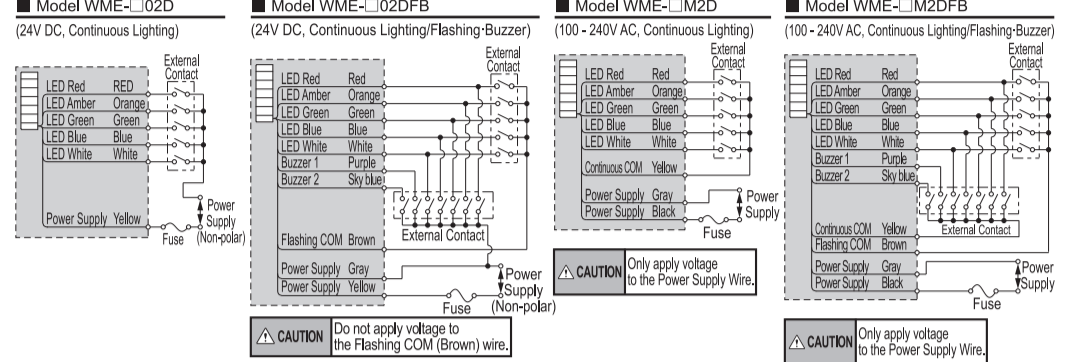 ■ Model WME-□02D
(24V DC, Continuous Lighting)
External
Contact
LED Red RED
LED Amber Orange
LED Green Green
LED Blue Blue
LED White White
Power Supply Yellow
Fuse
Power
Supply
(Non-polar)
■ Model WME-□02DFB
(24V DC, Continuous Lighting/Flashing·Buzzer)
External
Contact
LED Red Red
LED Amber Orange
LED Green Green
LED Blue Blue
LED White White
Buzzer 1 Purple
Buzzer 2 Sky blue
External Contact
Flashing COM Brown
Power Supply Gray
Power Supply Yellow
Fuse
Power
Supply
(Non-polar)
⚠ CAUTION
Do not apply voltage to
the Flashing COM (Brown) wire.
■ Model WME-□M2D
(100 - 240V AC, Continuous Lighting)
External
Contact
LED Red Red
LED Amber Orange
LED Green Green
LED Blue Blue
LED White White
Continuous COM Yellow
Power Supply Gray
Power Supply Black
Fuse
Power
Supply
⚠ CAUTION
Only apply voltage
to the Power Supply Wire.
■ Model WME-□M2DFB
(100 - 240V AC, Continuous Lighting/Flashing·Buzzer)
External
Contact
LED Red Red
LED Amber Orange
LED Green Green
LED Blue Blue
LED White White
Buzzer 1 Purple
Buzzer 2 Sky blue
External Contact
Continuous COM Yellow
Flashing COM Brown
Power Supply Gray
Power Supply Black
Fuse
Power
Supply
⚠ CAUTION
Only apply voltage
to the Power Supply Wire.